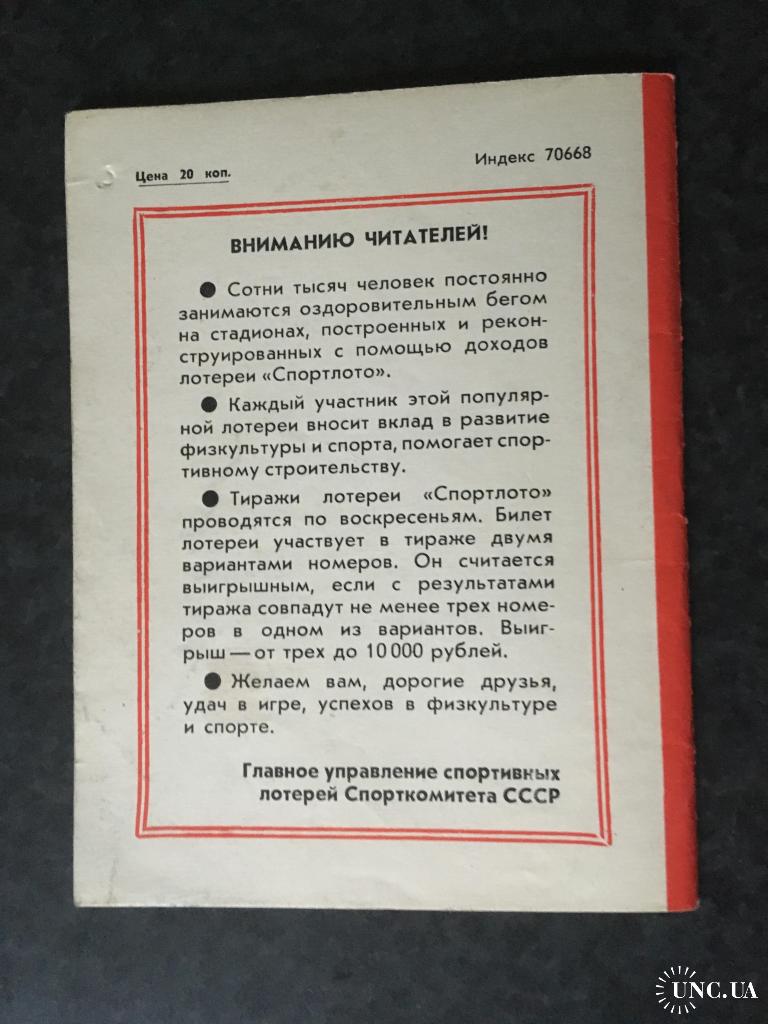 Цена 20 коп.
Индекс 70668
ВНИМАНИЮ ЧИТАТЕЛЕЙ!
● Сотни тысяч человек постоянно
занимаются оздоровительным бегом
на стадионах, построенных и рекон-
струированных с помощью доходов
лотереи «Спортлото».
● Каждый участник этой популяр-
ной лотереи вносит вклад в развитие
физкультуры и спорта, помогает спор-
тивному строительству.
● Тиражи лотереи «Спортлото»
проводятся по воскресеньям. Билет
лотереи участвует в тираже двумя
вариантами номеров. Он считается
выигрышным, если с результатами
тиража совпадут не менее трех номе-
ров в одном из вариантов. Выиг-
рыш — от трех до 10 000 рублей.
● Желаем вам, дорогие друзья,
удач в игре, успехов в физкультуре
и спорте.
Главное управление спортивных
лотерей Спорткомитета СССР
UNC.UA